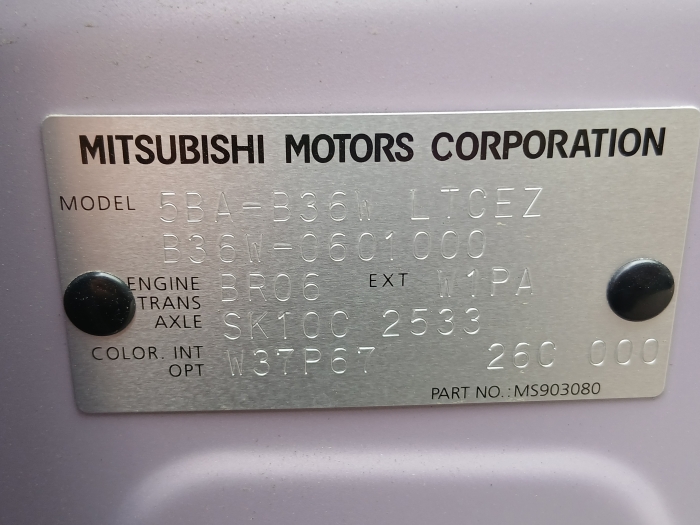 MITSUBISHI MOTORS CORPORATION
MODEL 5BA-B36W LTCEZ
B36W-0601000
ENGINE BR06 EXT W1PA
TRANS
AXLE SK10C 2533
COLOR. INT W37P67 26C 000
OPT
PART NO.:MS903080